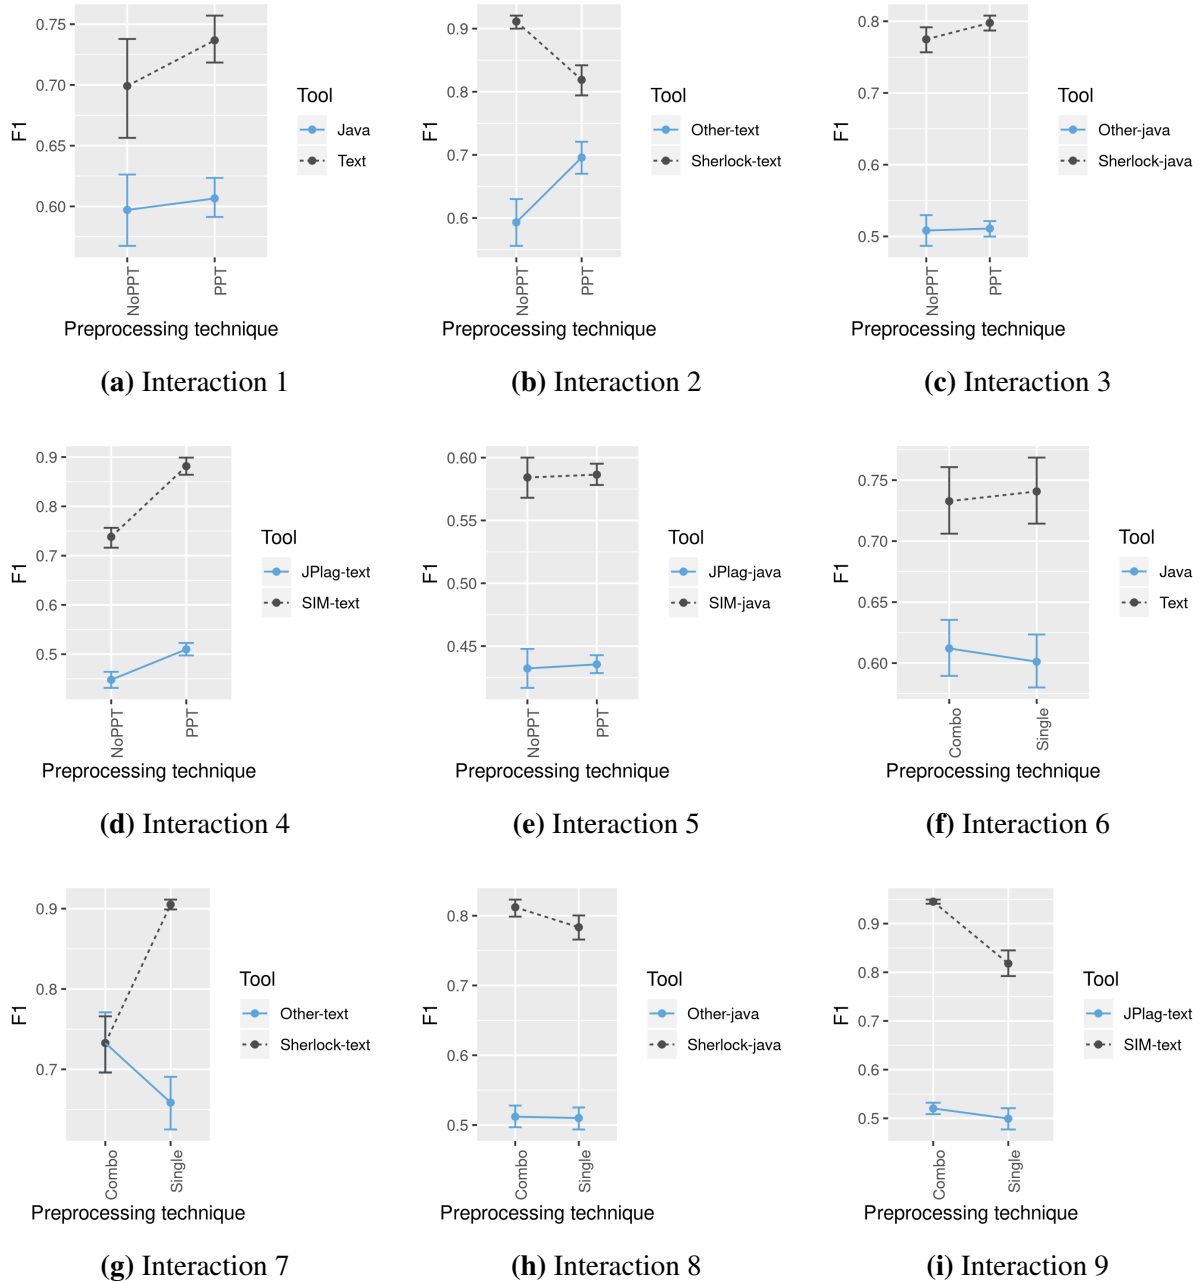 0.75
0.70
0.65
0.60
F1
NoPPT
PPT
Preprocessing technique
Tool
Java
Text
(a) Interaction 1
0.9
0.8
0.7
0.6
F1
NoPPT
PPT
Preprocessing technique
Tool
Other-text
Sherlock-text
(b) Interaction 2
0.8
0.7
0.6
0.5
F1
NoPPT
PPT
Preprocessing technique
Tool
Other-java
Sherlock-java
(c) Interaction 3
0.9
0.8
0.7
0.6
0.5
F1
NoPPT
PPT
Preprocessing technique
Tool
JPlag-text
SIM-text
(d) Interaction 4
0.60
0.55
0.50
0.45
F1
NoPPT
PPT
Preprocessing technique
Tool
JPlag-java
SIM-java
(e) Interaction 5
0.75
0.70
0.65
0.60
F1
Combo
Single
Preprocessing technique
Tool
Java
Text
(f) Interaction 6
0.9
0.8
0.7
F1
Combo
Single
Preprocessing technique
Tool
Other-text
Sherlock-text
(g) Interaction 7
0.8
0.7
0.6
0.5
F1
Combo
Single
Preprocessing technique
Tool
Other-java
Sherlock-java
(h) Interaction 8
0.9
0.8
0.7
0.6
0.5
F1
Combo
Single
Preprocessing technique
Tool
JPlag-text
SIM-text
(i) Interaction 9